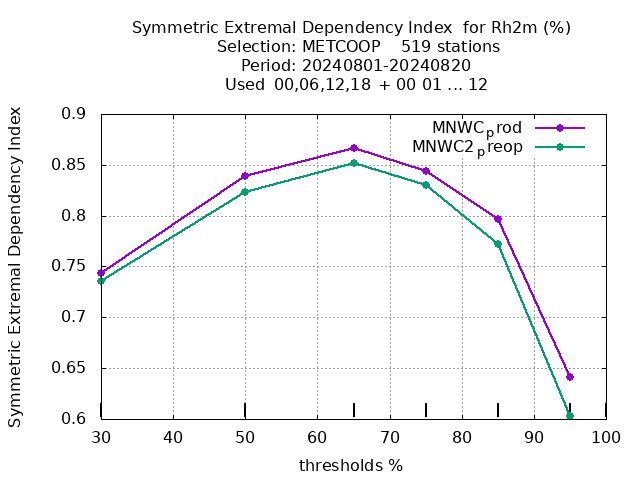 Symmetric Extremal Dependency Index for Rh2m (%)
Selection: METCOOP 519 stations
Period: 20240801-20240820
Used 00,06,12,18 + 00 01 ... 12
Symmetric Extremal Dependency Index
0.9
0.85
0.8
0.75
0.7
0.65
0.6
MNWCprod
MNWC2preop
30 40 50 60 70 80 90 100
thresholds %